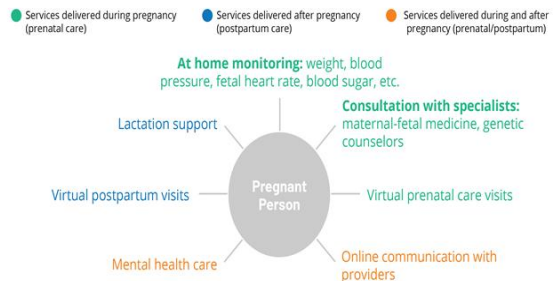 Services delivered during pregnancy
(prenatal care)
Services delivered after pregnancy
(postpartum care)
Services delivered during and after
pregnancy (prenatal/postpartum)
At home monitoring: weight, blood
pressure, fetal heart rate, blood sugar, etc.
Consultation with specialists:
maternal-fetal medicine, genetic
counselors
Lactation support
Pregnant
Person
Virtual postpartum visits
Virtual prenatal care visits
Mental health care
Online communication with
providers